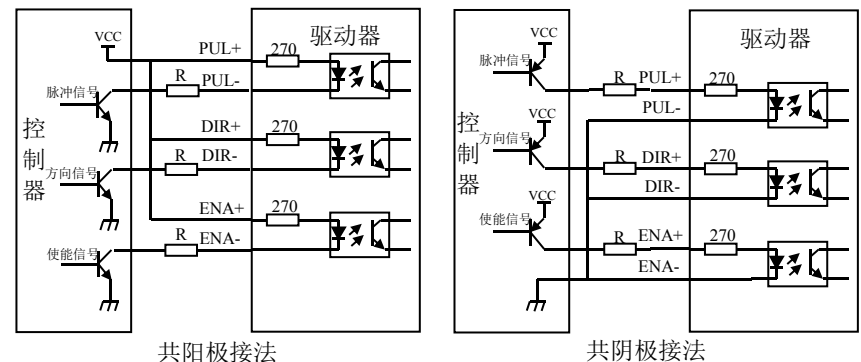 VCC
PUL+
270
驱动器
脉冲信号
R
PUL-
控制器
DIR+
270
方向信号
R
DIR-
ENA+
270
使能信号
R
ENA-
共阳极接法
VCC
驱动器
脉冲信号
R
PUL+
270
PUL-
控制器
VCC
方向信号
R
DIR+
270
DIR-
VCC
使能信号
R
ENA+
270
ENA-
共阴极接法